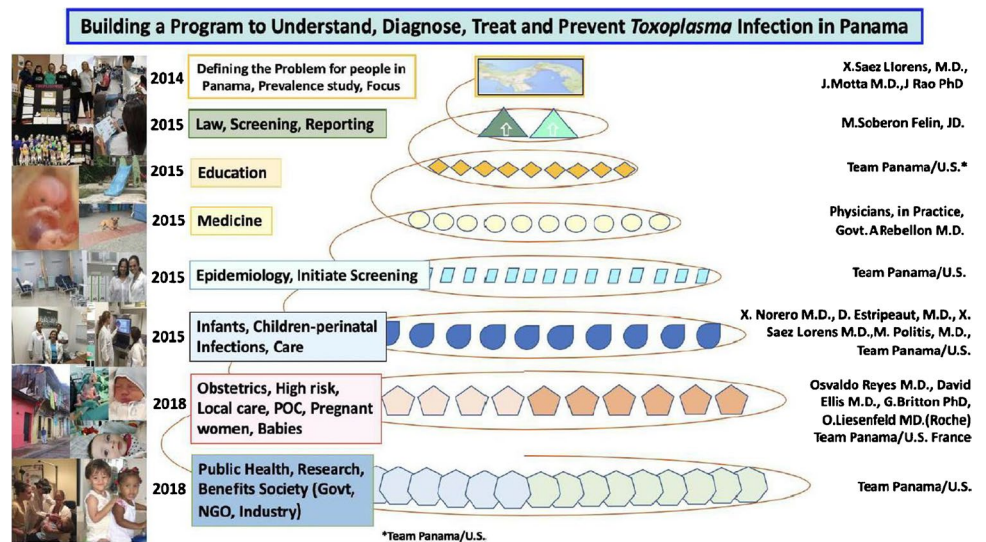 Building a Program to Understand, Diagnose, Treat and Prevent Toxoplasma Infection in Panama
2014
Defining the Problem for people in
Panama, Prevalence study, Focus
X.Saez Llorens, M.D.,
J.Motta M.D.,J Rao PhD
2015
Law, Screening, Reporting
M.Soberon Felin, JD.
2015
Education
Team Panama/U.S.*
2015
Medicine
Physicians, in Practice,
Govt. ARebellon M.D.
2015
Epidemiology, Initiate Screening
Team Panama/U.S.
2015
Infants, Children-perinatal
Infections, Care
X. Norero M.D., D. Estripeaut, M.D., X.
Saez Lorens M.D.,M. Politis, M.D.,
Team Panama/U.S.
2018
Obstetrics, High risk,
Local care, POC, Pregnant
women, Babies
Osvaldo Reyes M.D., David
Ellis M.D., G.Britton PhD,
O.Liesenfeld MD.(Roche)
Team Panama/U.S. France
2018
Public Health, Research,
Benefits Society (Govt,
NGO, Industry)
Team Panama/U.S.
*Team Panama/U.S.